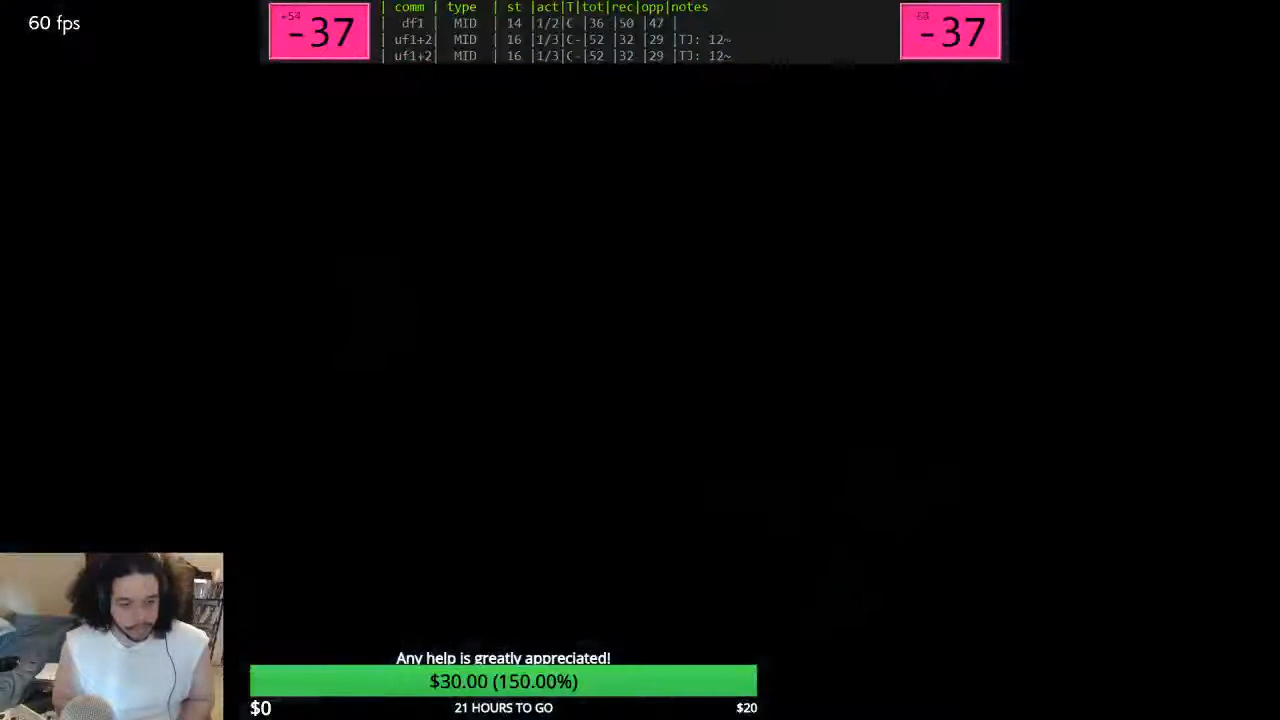 60 fps
+54
-37
| comm | type | st |act|T|tot|rec|opp|notes
| df1 | MID | 14 |1/2|C |36 |50 |47 |
| uf1+2| MID | 16 |1/3|C-|52 |32 |29 |TJ: 12~
| uf1+2| MID | 16 |1/3|C-|52 |32 |29 |TJ: 12~
-37
Any help is greatly appreciated!
$30.00 (150.00%)
$0
21 HOURS TO GO
$20